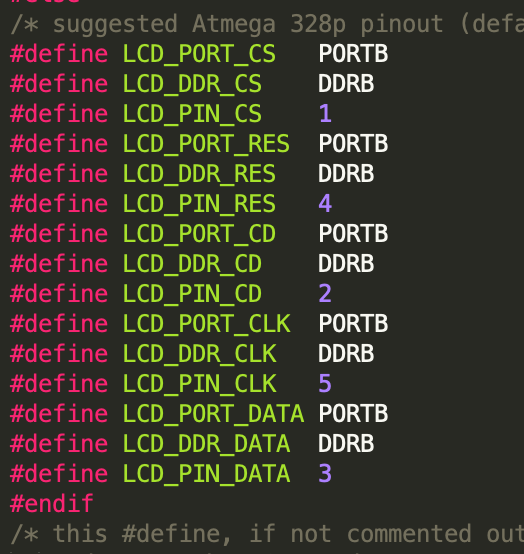 /* suggested Atmega 328p pinout (defa
#define LCD_PORT_CS   PORTB
#define LCD_DDR_CS    DDRB
#define LCD_PIN_CS    1
#define LCD_PORT_RES  PORTB
#define LCD_DDR_RES   DDRB
#define LCD_PIN_RES   4
#define LCD_PORT_CD   PORTB
#define LCD_DDR_CD    DDRB
#define LCD_PIN_CD    2
#define LCD_PORT_CLK  PORTB
#define LCD_DDR_CLK   DDRB
#define LCD_PIN_CLK   5
#define LCD_PORT_DATA PORTB
#define LCD_DDR_DATA  DDRB
#define LCD_PIN_DATA  3
#endif
/* this #define, if not commented out